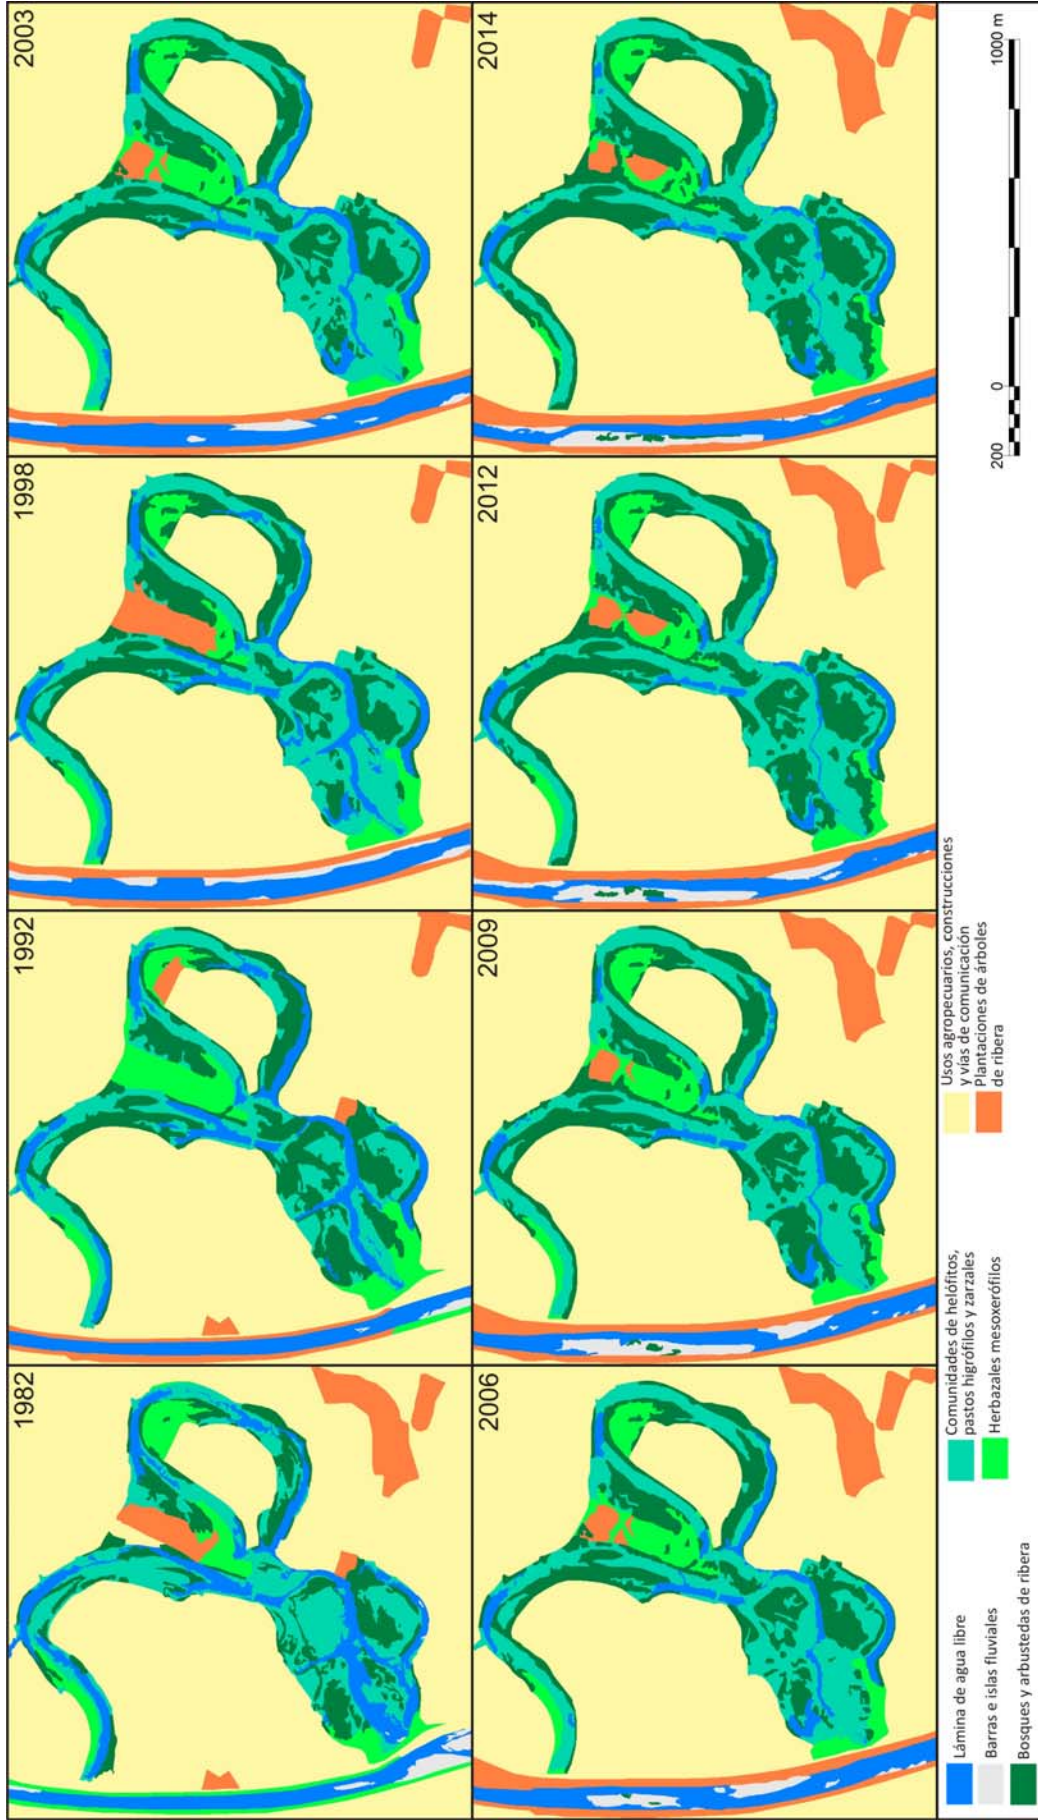 1982
1992
1998
2003
2006
2009
2012
2014
Lámina de agua libre
Barras e islas fluviales
Bosques y arbustedas de ribera
Comunidades de helófitos,
pastos higrófilos y zarzales
Herbazales mesoxerófilos
Usos agropecuarios, construcciones
y vías de comunicación
Plantaciones de árboles
de ribera
200 0 1000 m